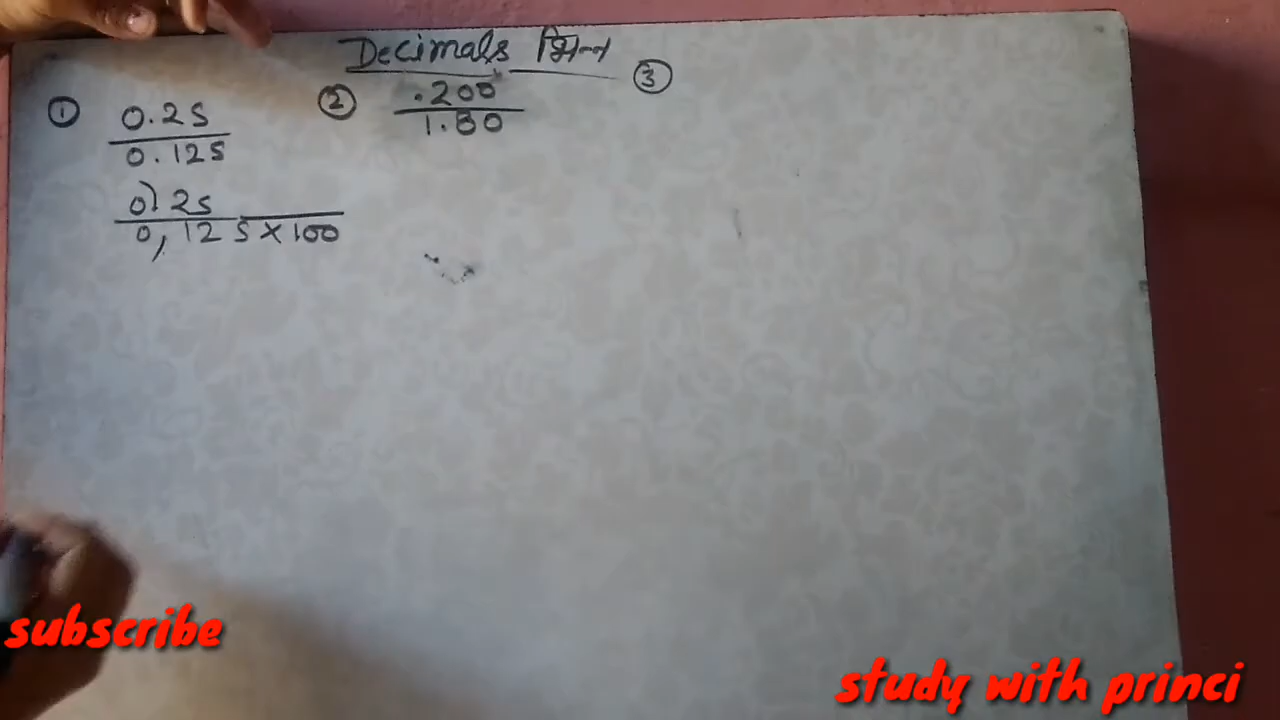 Decimals भिन्न
① 0.25 / 0.125
② .200 / 1.80
③
0)25 / 0,125×100
subscribe
study with princi